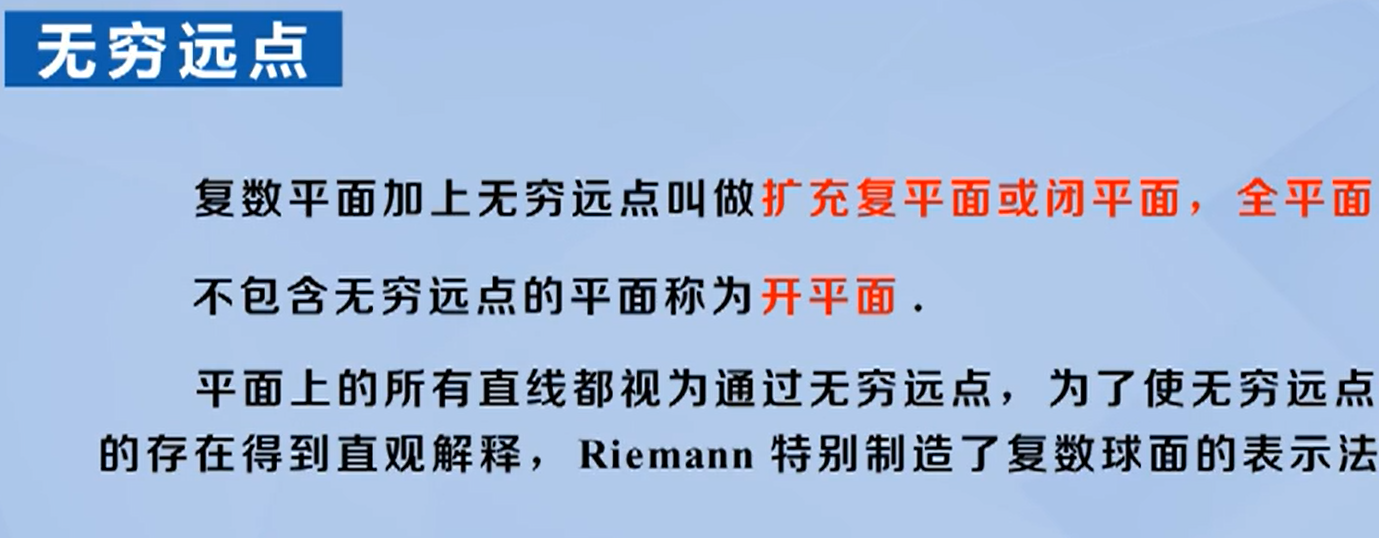 无穷远点
复数平面加上无穷远点叫做扩充复平面或闭平面，全平面
不包含无穷远点的平面称为开平面．
平面上的所有直线都视为通过无穷远点，为了使无穷远点
的存在得到直观解释，Riemann 特别制造了复数球面的表示法